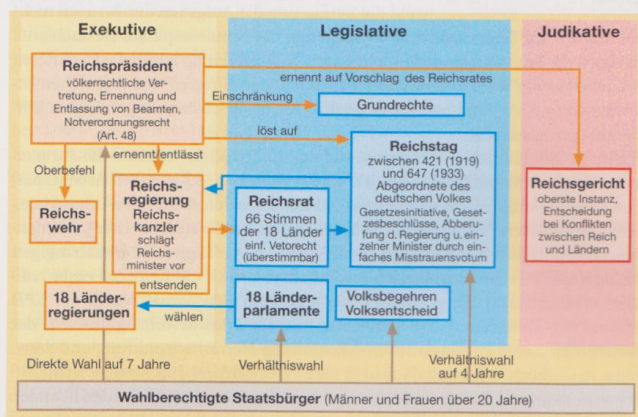 Exekutive
Legislative
Judikative
Reichspräsident
völkerrechtliche Ver-
tretung, Ernennung und
Entlassung von Beamten,
Notverordnungsrecht
(Art. 48)
ernennt auf Vorschlag des Reichsrates
Einschränkung
Grundrechte
löst auf
Oberbefehl
ernennt/entlässt
Reichs-
wehr
Reichs-
regierung
Reichs-
kanzler
schlägt
Reichs-
minister vor
Reichsrat
66 Stimmen
der 18 Länder
einf. Vetorecht
(überstimmbar)
Reichstag
zwischen 421 (1919)
und 647 (1933)
Abgeordnete des
deutschen Volkes
Gesetzesinitiative, Geset-
zesbeschlüsse, Abberu-
fung d. Regierung u. ein-
zelner Minister durch ein-
faches Misstrauensvotum
Reichsgericht
oberste Instanz,
Entscheidung
bei Konflikten
zwischen Reich
und Ländern
entsenden
18 Länder-
regierungen
wählen
18 Länder-
parlamente
Volksbegehren
Volksentscheid
Direkte Wahl auf 7 Jahre
Verhältniswahl
Verhältniswahl
auf 4 Jahre
Wahlberechtigte Staatsbürger (Männer und Frauen über 20 Jahre)